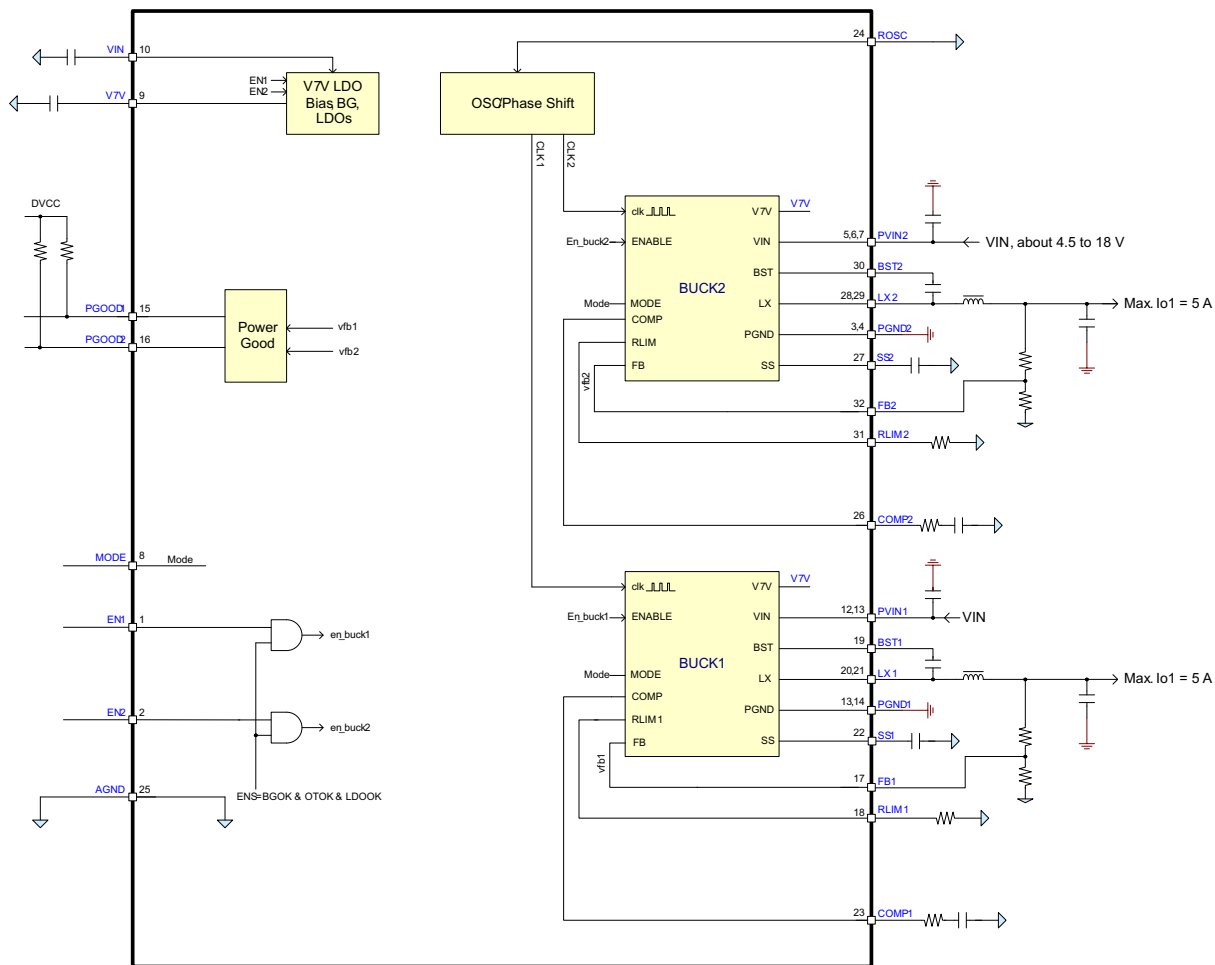 VIN
10
V7V
9
EN1
EN2
V7V LDO
Bias, BG,
LDOs
24
ROSC
OSC/Phase Shift
CLK1
CLK2
DVCC
PGOOD1
15
PGOOD2
16
Power
Good
vfb1
vfb2
BUCK2
clk
ENABLE
MODE
COMP
RLIM
FB
V7V
VIN
BST
LX
PGND
SS
En_buck2
Mode
vfb2
V7V
5,6,7
PVIN2
VIN, about 4.5 to 18 V
30
BST2
28,29
LX2
Max. Io1 = 5 A
3,4
PGND2
27
SS2
32
FB2
31
RLIM2
26
COMP2
MODE
8
Mode
EN1
1
en_buck1
EN2
2
en_buck2
AGND
25
ENS=BGOK & OTOK & LDOOK
BUCK1
clk
ENABLE
MODE
COMP
RLIM1
FB
V7V
VIN
BST
LX
PGND
SS
En_buck1
Mode
vfb1
V7V
12,13
PVIN1
VIN
19
BST1
20,21
LX1
Max. Io1 = 5 A
13,14
PGND1
22
SS1
17
FB1
18
RLIM1
23
COMP1